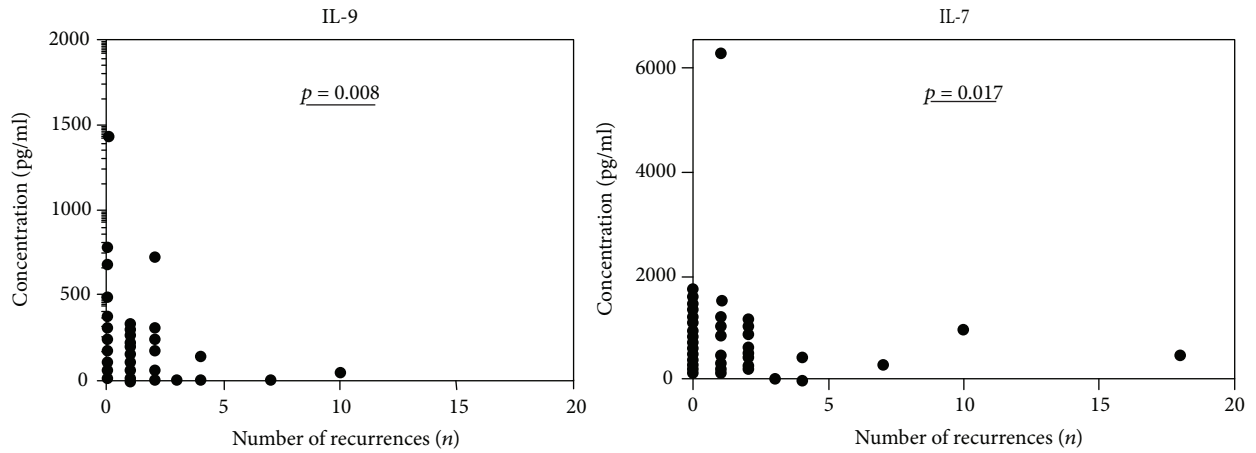 IL-9
2000
1500
1000
500
0
Concentration (pg/ml)
p = 0.008
0 5 10 15 20
Number of recurrences (n)
IL-7
6000
4000
2000
0
Concentration (pg/ml)
p = 0.017
0 5 10 15 20
Number of recurrences (n)